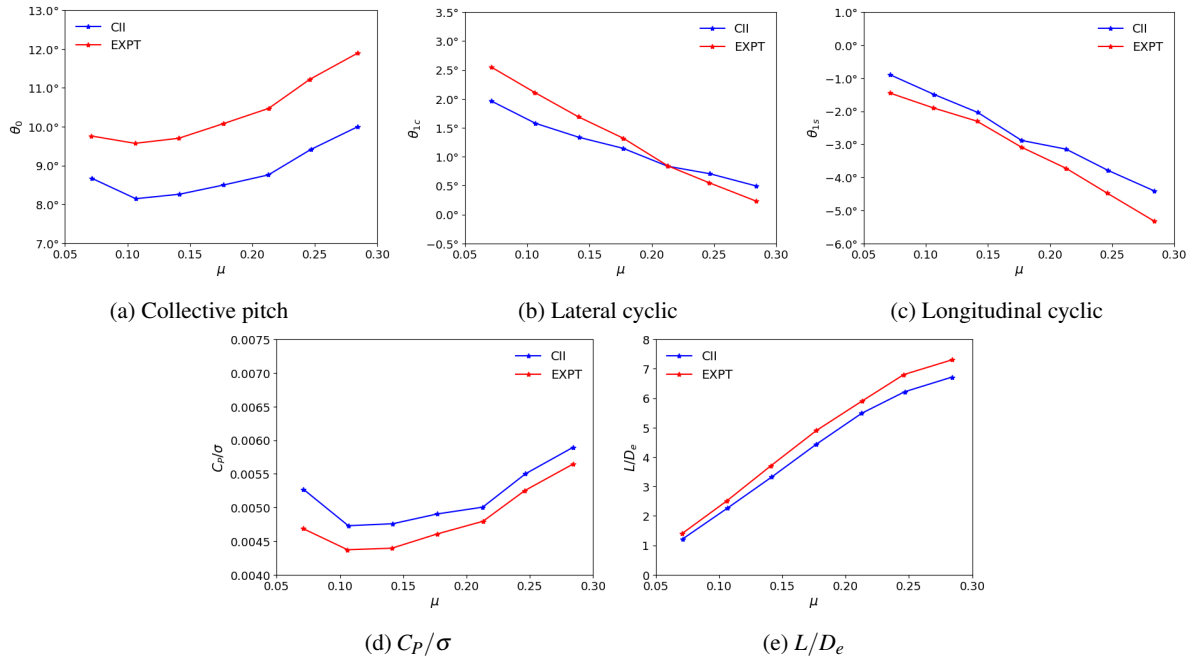 13.0°
12.0°
11.0°
10.0°
9.0°
8.0°
7.0°
θ₀
CII
EXPT
0.05 0.10 0.15 0.20 0.25 0.30
μ
(a) Collective pitch
3.5°
3.0°
2.5°
2.0°
1.5°
1.0°
0.5°
0.0°
−0.5°
θ₁c
CII
EXPT
0.05 0.10 0.15 0.20 0.25 0.30
μ
(b) Lateral cyclic
1.0°
0.0°
−1.0°
−2.0°
−3.0°
−4.0°
−5.0°
−6.0°
θ₁s
CII
EXPT
0.05 0.10 0.15 0.20 0.25 0.30
μ
(c) Longitudinal cyclic
0.0075
0.0070
0.0065
0.0060
0.0055
0.0050
0.0045
0.0040
C_P/σ
CII
EXPT
0.05 0.10 0.15 0.20 0.25 0.30
μ
(d) C_P/σ
8
7
6
5
4
3
2
1
0
L/D_e
CII
EXPT
0.05 0.10 0.15 0.20 0.25 0.30
μ
(e) L/D_e